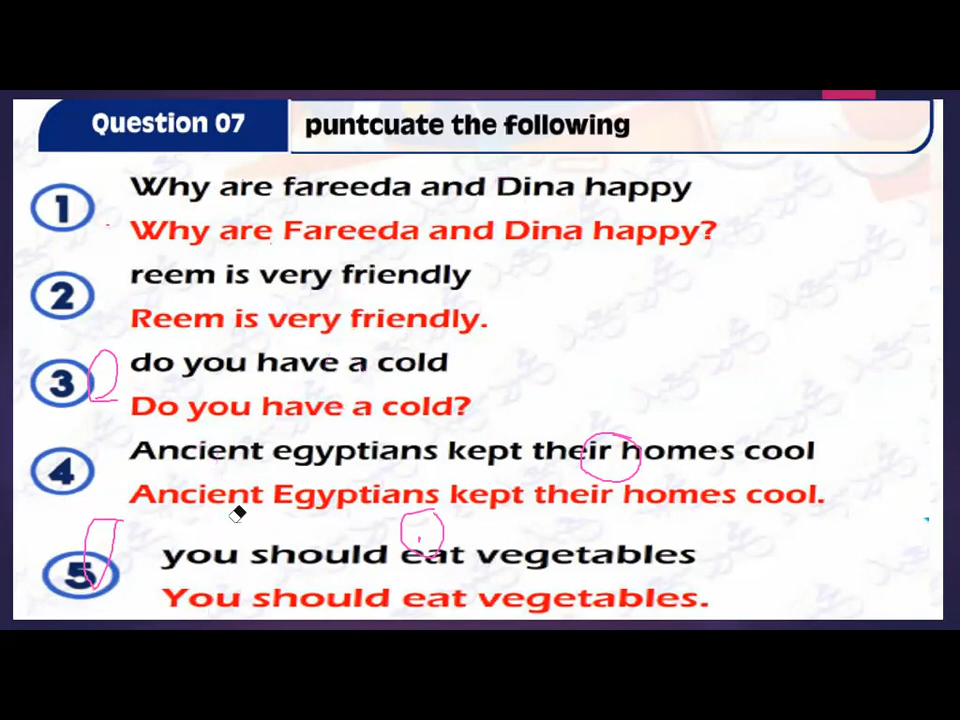 Question 07 puntcuate the following
1 Why are fareeda and Dina happy
Why are Fareeda and Dina happy?
2 reem is very friendly
Reem is very friendly.
3 do you have a cold
Do you have a cold?
4 Ancient egyptians kept their homes cool
Ancient Egyptians kept their homes cool.
5 you should eat vegetables
You should eat vegetables.